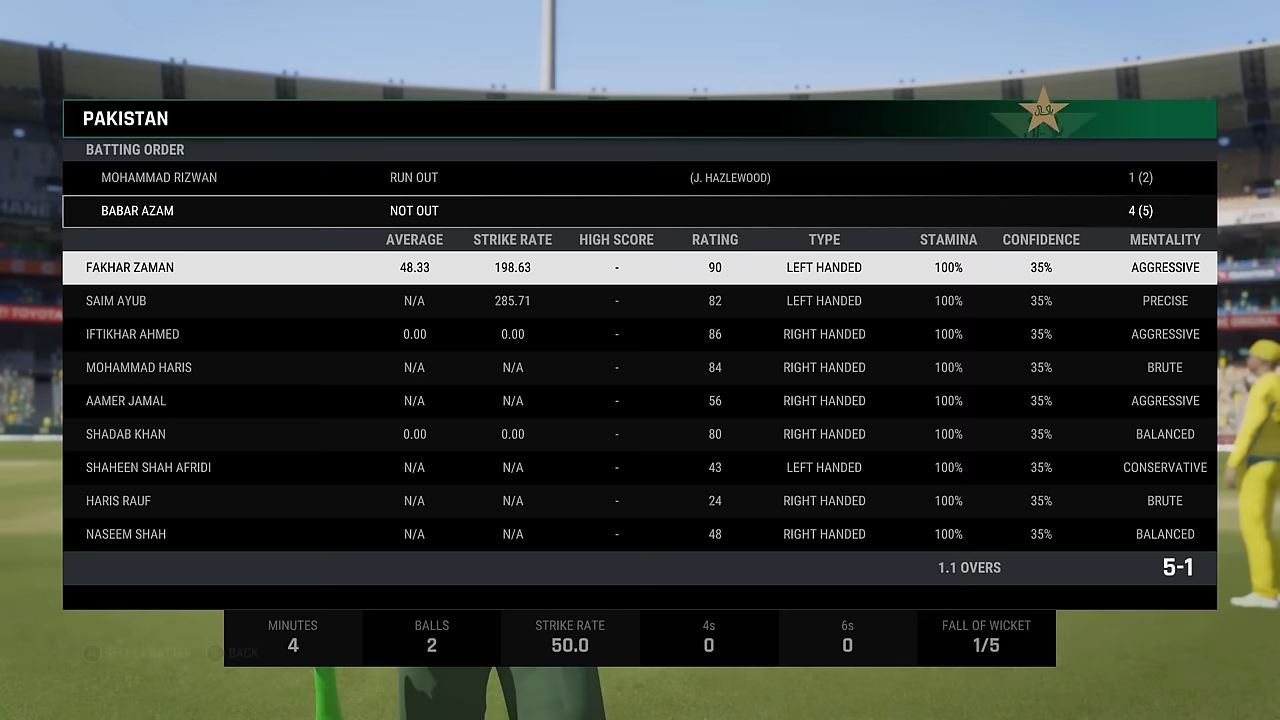 PAKISTAN
BATTING ORDER
MOHAMMAD RIZWAN RUN OUT (J. HAZLEWOOD) 1 (2)
BABAR AZAM NOT OUT 4 (5)
AVERAGE STRIKE RATE HIGH SCORE RATING TYPE STAMINA CONFIDENCE MENTALITY
FAKHAR ZAMAN 48.33 198.63 - 90 LEFT HANDED 100% 35% AGGRESSIVE
SAIM AYUB N/A 285.71 - 82 LEFT HANDED 100% 35% PRECISE
IFTIKHAR AHMED 0.00 0.00 - 86 RIGHT HANDED 100% 35% AGGRESSIVE
MOHAMMAD HARIS N/A N/A - 84 RIGHT HANDED 100% 35% BRUTE
AAMER JAMAL N/A N/A - 56 RIGHT HANDED 100% 35% AGGRESSIVE
SHADAB KHAN 0.00 0.00 - 80 RIGHT HANDED 100% 35% BALANCED
SHAHEEN SHAH AFRIDI N/A N/A - 43 LEFT HANDED 100% 35% CONSERVATIVE
HARIS RAUF N/A N/A - 24 RIGHT HANDED 100% 35% BRUTE
NASEEM SHAH N/A N/A - 48 RIGHT HANDED 100% 35% BALANCED
1.1 OVERS 5-1
MINUTES BALLS STRIKE RATE 4s 6s FALL OF WICKET
4 2 50.0 0 0 1/5
BACK
TOYOTA